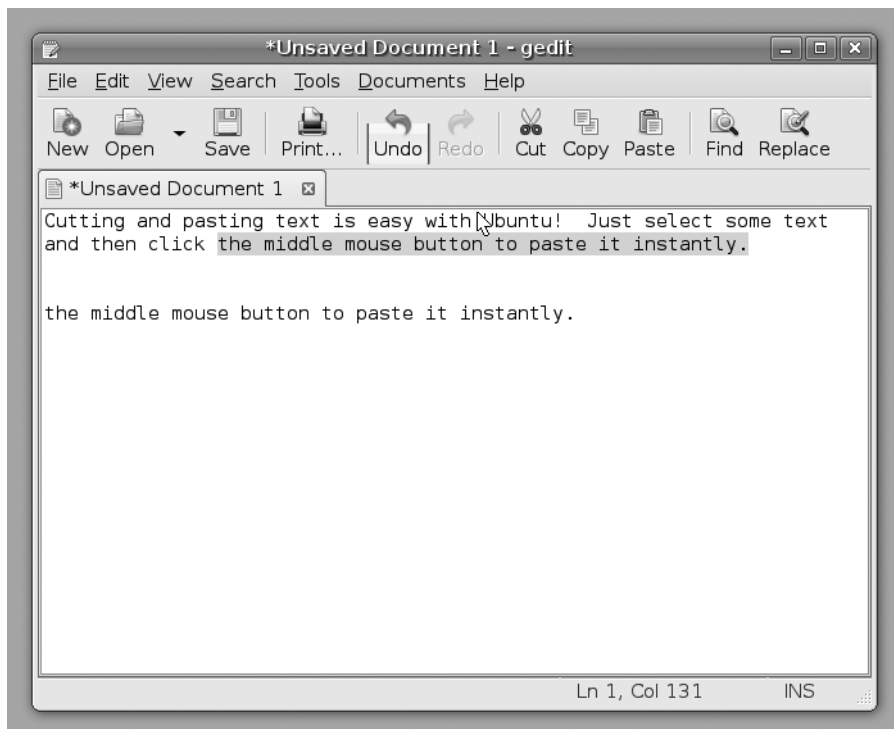 *Unsaved Document 1 - gedit
File Edit View Search Tools Documents Help
New Open Save Print... Undo Redo Cut Copy Paste Find Replace
*Unsaved Document 1
Cutting and pasting text is easy with Ubuntu!  Just select some text
and then click the middle mouse button to paste it instantly.
the middle mouse button to paste it instantly.
Ln 1, Col 131 INS